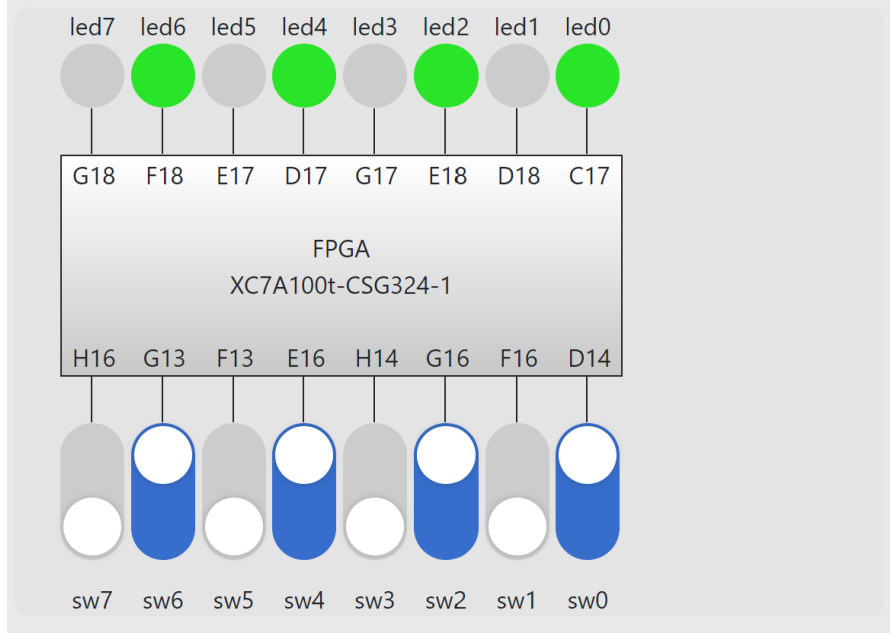 led7 led6 led5 led4 led3 led2 led1 led0
G18 F18 E17 D17 G17 E18 D18 C17
FPGA
XC7A100t-CSG324-1
H16 G13 F13 E16 H14 G16 F16 D14
sw7 sw6 sw5 sw4 sw3 sw2 sw1 sw0